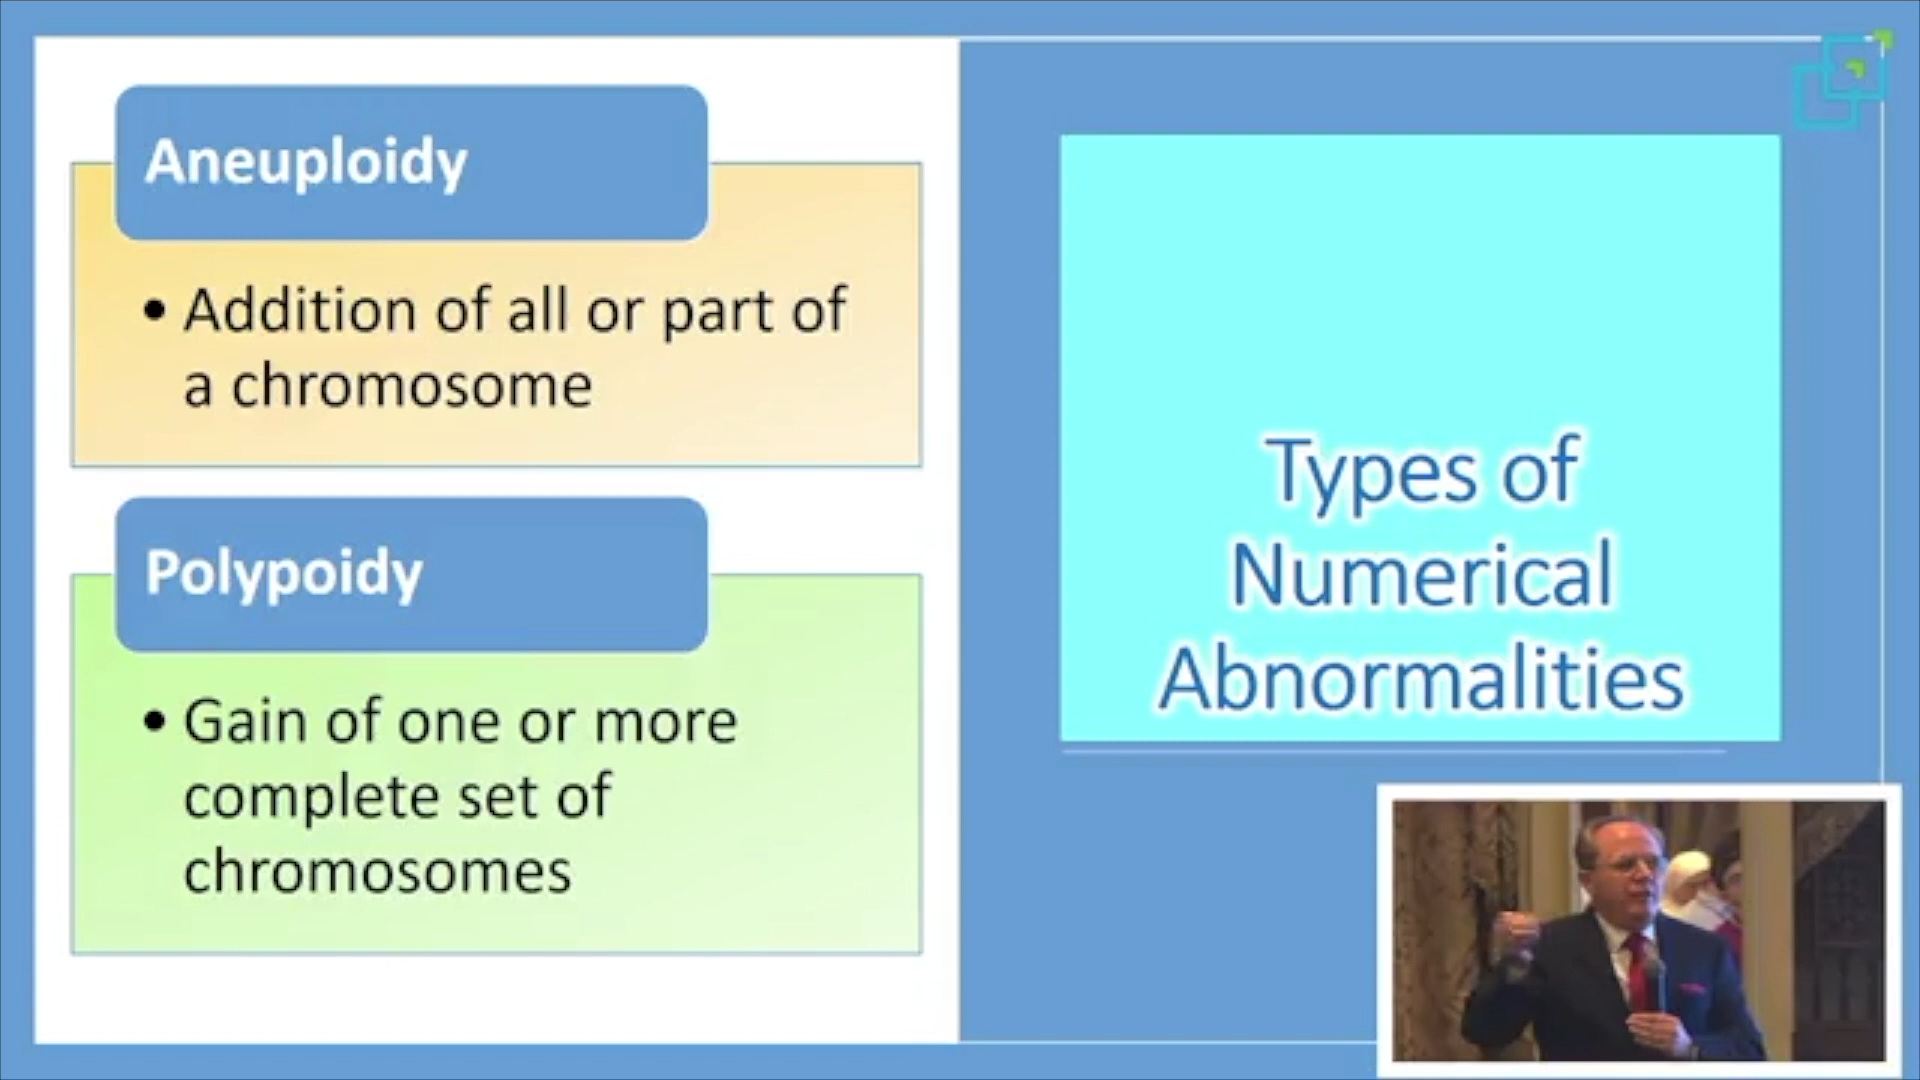 Aneuploidy
• Addition of all or part of
a chromosome
Polypoidy
• Gain of one or more
complete set of
chromosomes
Types of
Numerical
Abnormalities